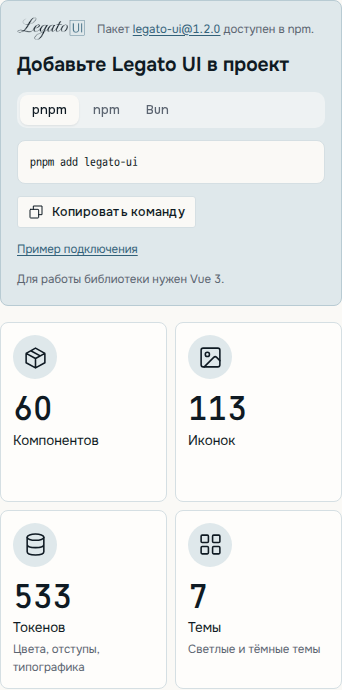 Legato UI
Пакет legato-ui@1.2.0 доступен в npm.
Добавьте Legato UI в проект
pnpm npm Bun
pnpm add legato-ui
Копировать команду
Пример подключения
Для работы библиотеки нужен Vue 3.
60 113
Компонентов Иконок
533 7
Токенов Темы
Цвета, отступы, Светлые и тёмные темы
типографика